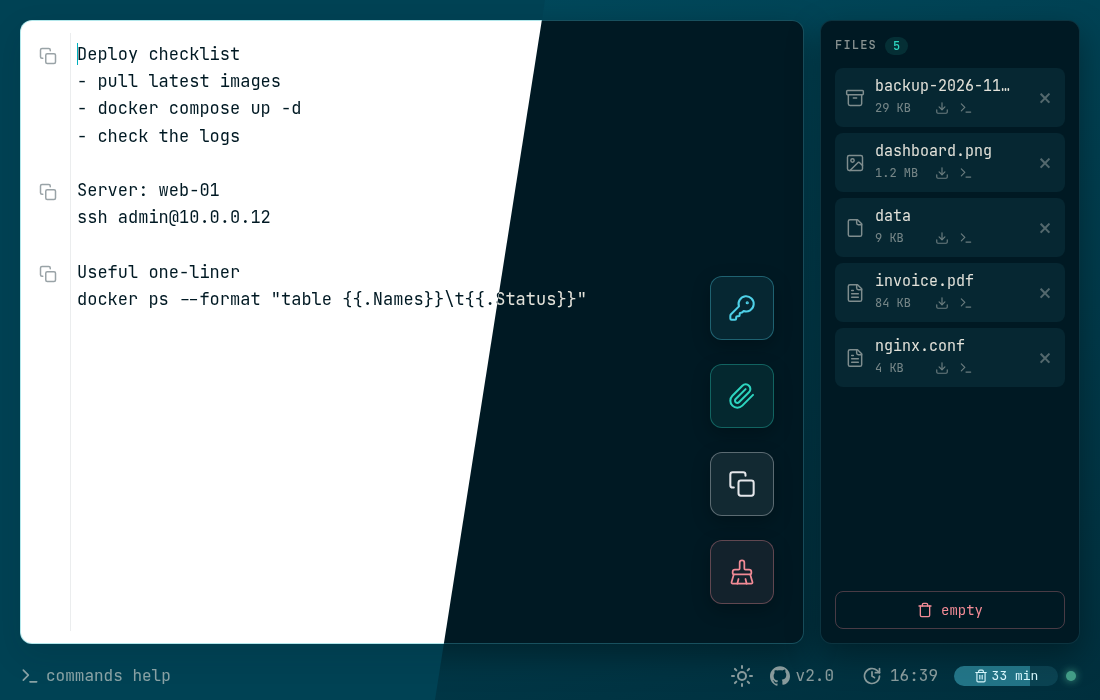 Deploy checklist
- pull latest images
- docker compose up -d
- check the logs
Server: web-01
ssh admin@10.0.0.12
Useful one-liner
docker ps --format "table {{.Names}}\t{{.Status}}"
FILES 5
backup-2026-11…
29 KB
dashboard.png
1.2 MB
data
9 KB
invoice.pdf
84 KB
nginx.conf
4 KB
empty
commands help
v2.0
16:39
33 min